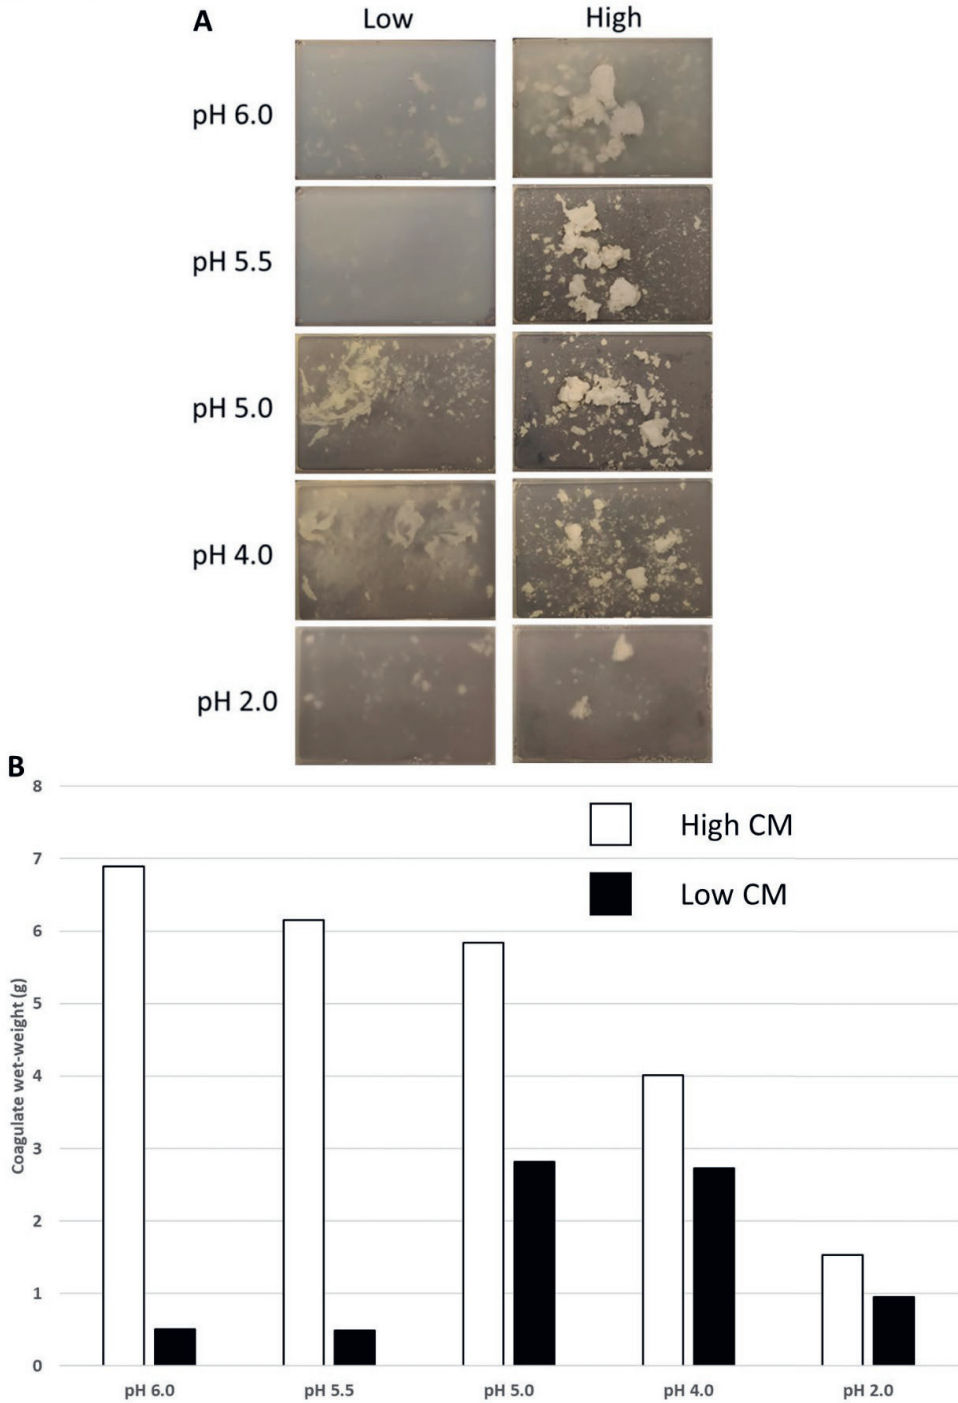 A
Low
High
pH 6.0
pH 5.5
pH 5.0
pH 4.0
pH 2.0
B
8
7
6
5
4
3
2
1
0
Coagulate wet-weight (g)
High CM
Low CM
pH 6.0
pH 5.5
pH 5.0
pH 4.0
pH 2.0